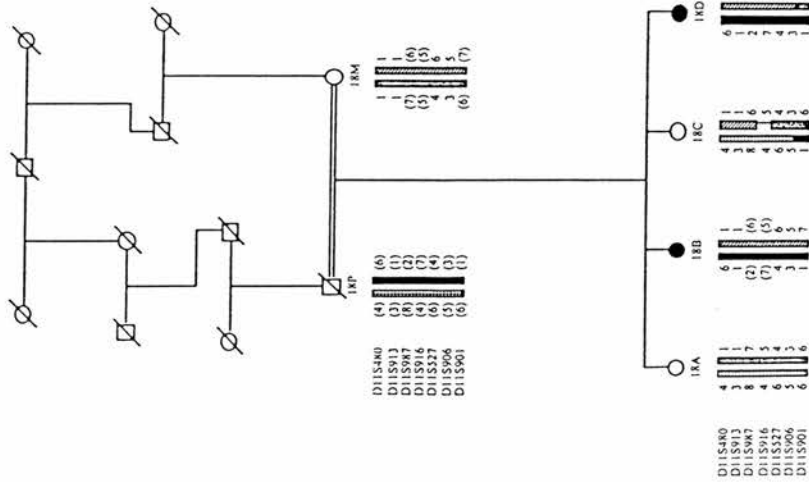 18M
1 1
1 1
(7) (6)
(5) (5)
4 6
3 5
(6) (7)
18P
D11S480 (4) (6)
D11S913 (3) (1)
D11S987 (8) (2)
D11S916 (4) (7)
D11S527 (6) (4)
D11S906 (5) (3)
D11S901 (6) (1)
18A 18B 18C 18D
D11S480 4 1 6 1 4 1 6
D11S913 3 1 1 1 3 1 1
D11S987 8 7 (2) (6) 8 6 2
D11S916 4 5 (7) (5) 4 5 7
D11S527 6 4 4 6 6 4 4
D11S906 5 3 3 5 5 3 3
D11S901 6 6 1 7 1 6 1